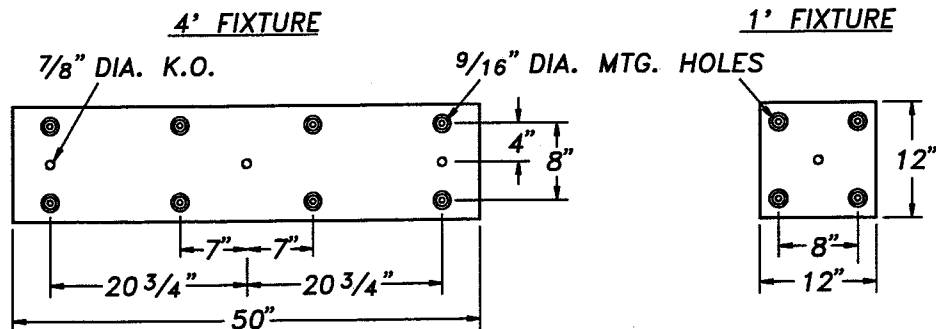 4' FIXTURE
1' FIXTURE
7/8" DIA. K.O.
9/16" DIA. MTG. HOLES
4"
8"
12"
7"
7"
8"
20 3/4"
20 3/4"
12"
50"